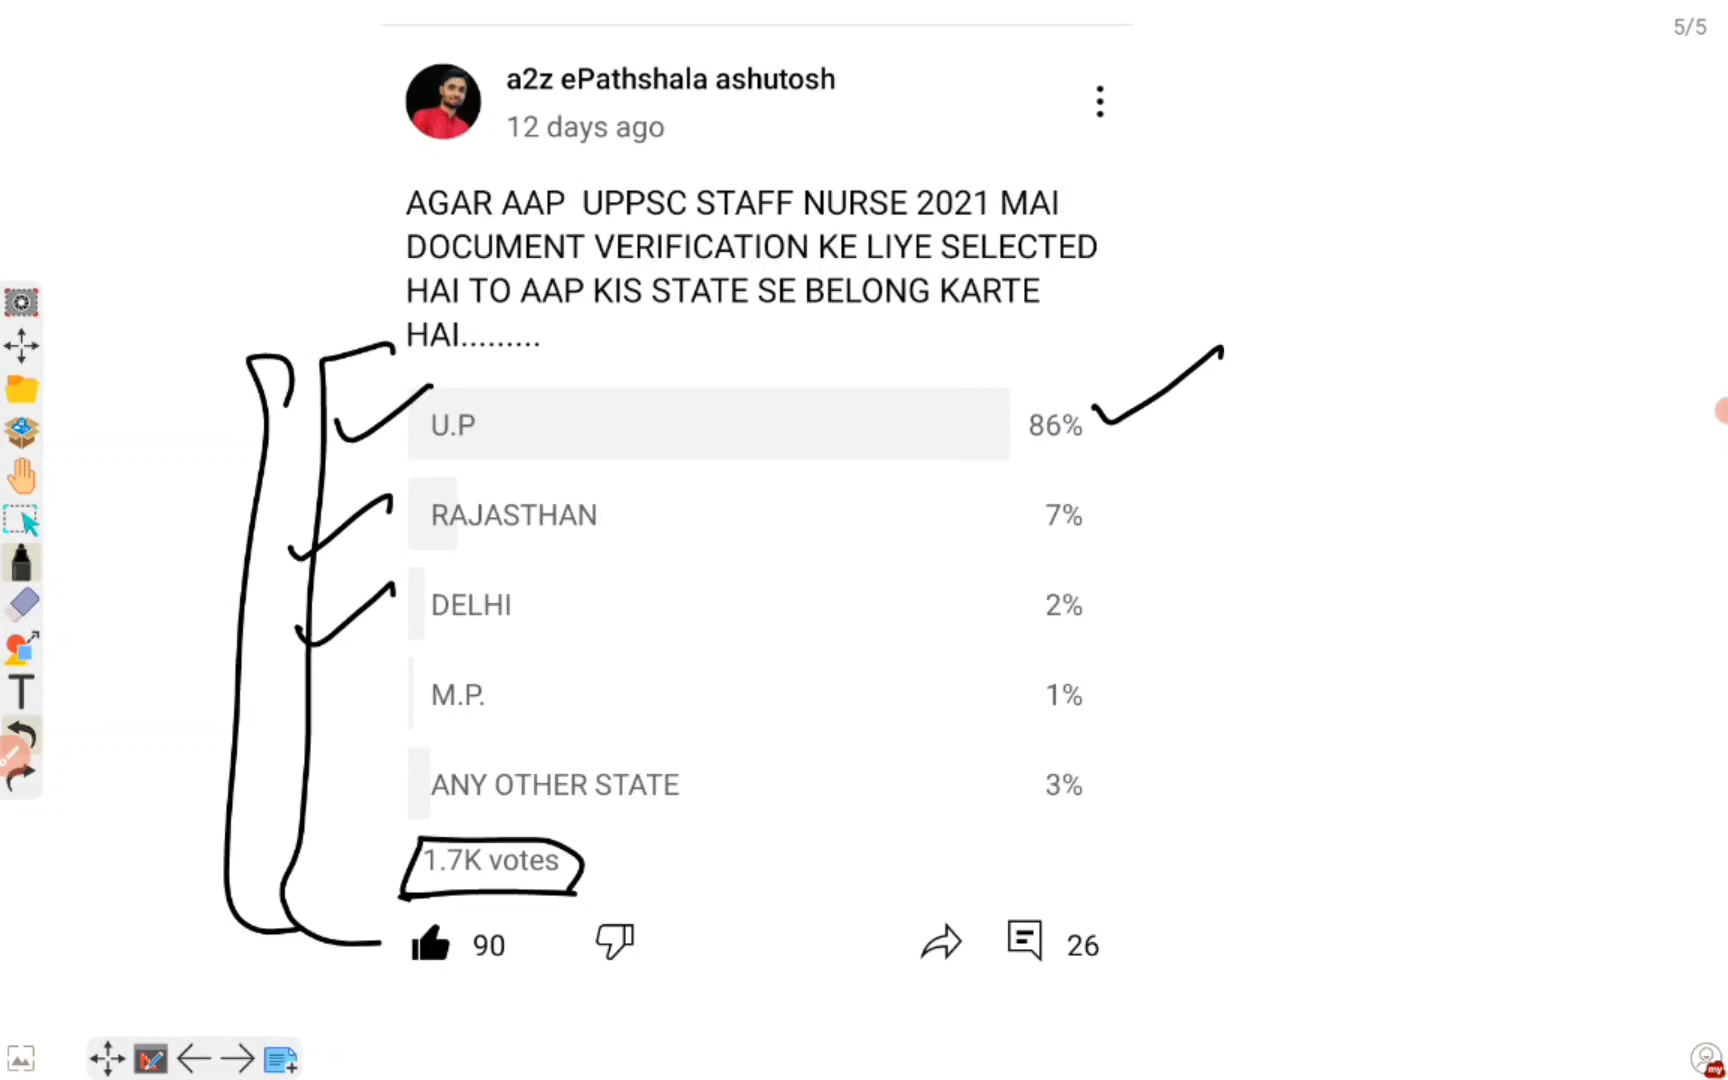 5/5
a2z ePathshala ashutosh
12 days ago
AGAR AAP UPPSC STAFF NURSE 2021 MAI
DOCUMENT VERIFICATION KE LIYE SELECTED
HAI TO AAP KIS STATE SE BELONG KARTE
HAI.........
U.P 86%
RAJASTHAN 7%
DELHI 2%
M.P. 1%
ANY OTHER STATE 3%
1.7K votes
90 26
T
my